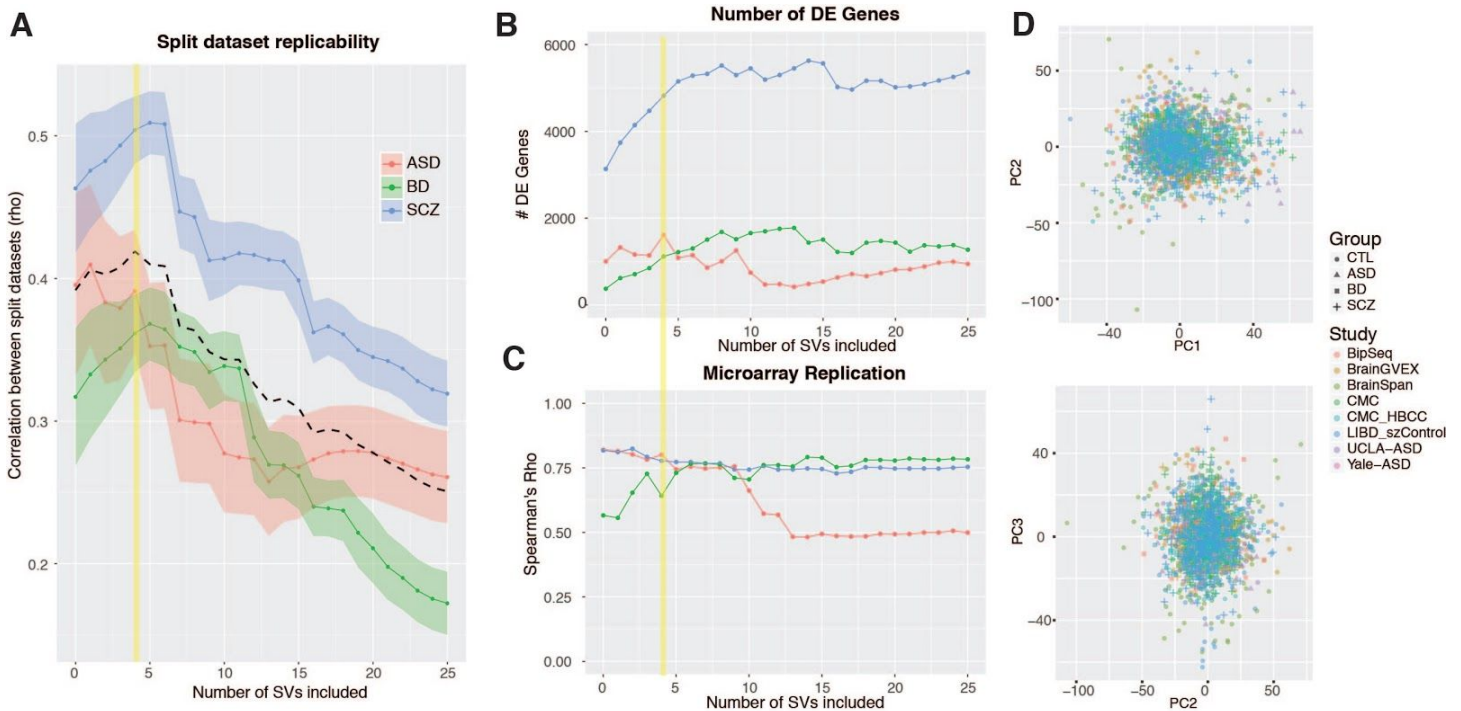 A
Split dataset replicability
Correlation between split datasets (rho)
0.5
0.4
0.3
0.2
ASD
BD
SCZ
0 5 10 15 20 25
Number of SVs included
B
Number of DE Genes
# DE Genes
6000
4000
2000
0
0 5 10 15 20 25
Number of SVs included
C
Microarray Replication
Spearman's Rho
1.00
0.75
0.50
0.25
0.00
0 5 10 15 20 25
Number of SVs included
D
PC2
50
0
−50
−100
−40 0 40
PC1
PC3
40
0
−40
−100 −50 0 50
PC2
Group
CTL
ASD
BD
SCZ
Study
BipSeq
BrainGVEX
BrainSpan
CMC
CMC_HBCC
LIBD_szControl
UCLA-ASD
Yale-ASD